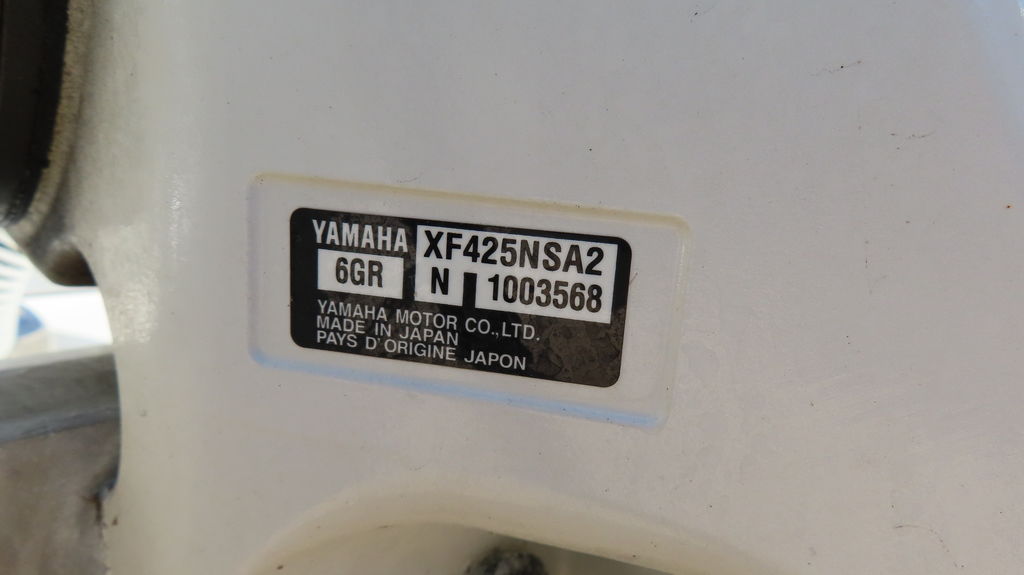 YAMAHA XF425NSA2
6GR N 1003568
YAMAHA MOTOR CO.,LTD.
MADE IN JAPAN
PAYS D'ORIGINE JAPON